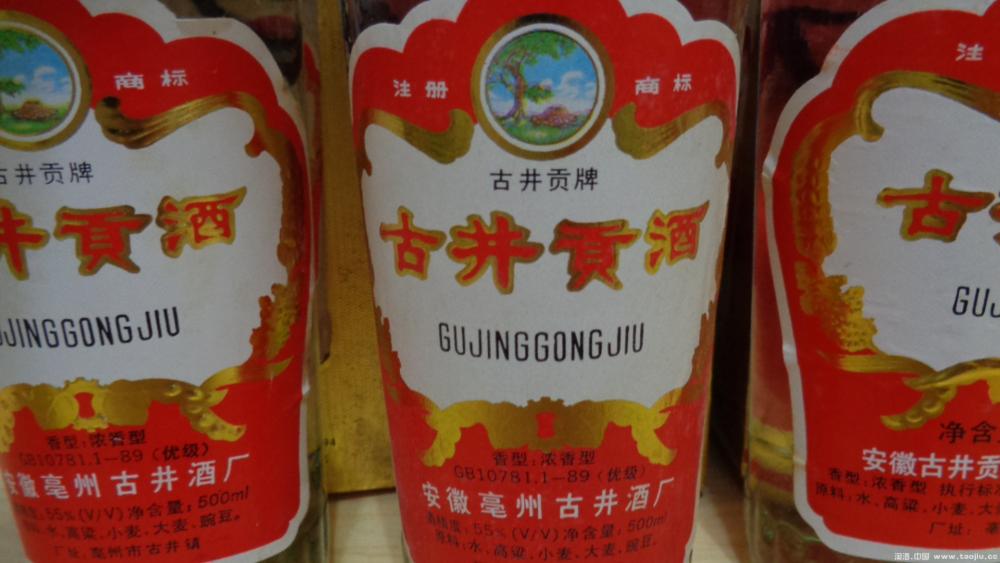 商标
古井贡牌
井贡酒
JINGGONGJIU
香型:浓香型
GB10781.1—89(优级)
安徽亳州古井酒厂
55%(V/V)净含量:500ml
水、高粱、小麦、大麦、豌豆。
厂址:亳州市古井镇
注册 商标
古井贡牌
古井贡酒
GUJINGGONGJIU
香型:浓香型
GB10781.1—89(优级)
安徽亳州古井酒厂
酒精度:55%(V/V)净含量:500ml
原料:水、高粱、小麦、大麦、豌豆。
注
古
GUJ
净含
安徽古井贡
香型:浓香型 执行标
原料:水、高粱、小麦、大
厂址:亳
淘酒.中国 www.taojiu.cc